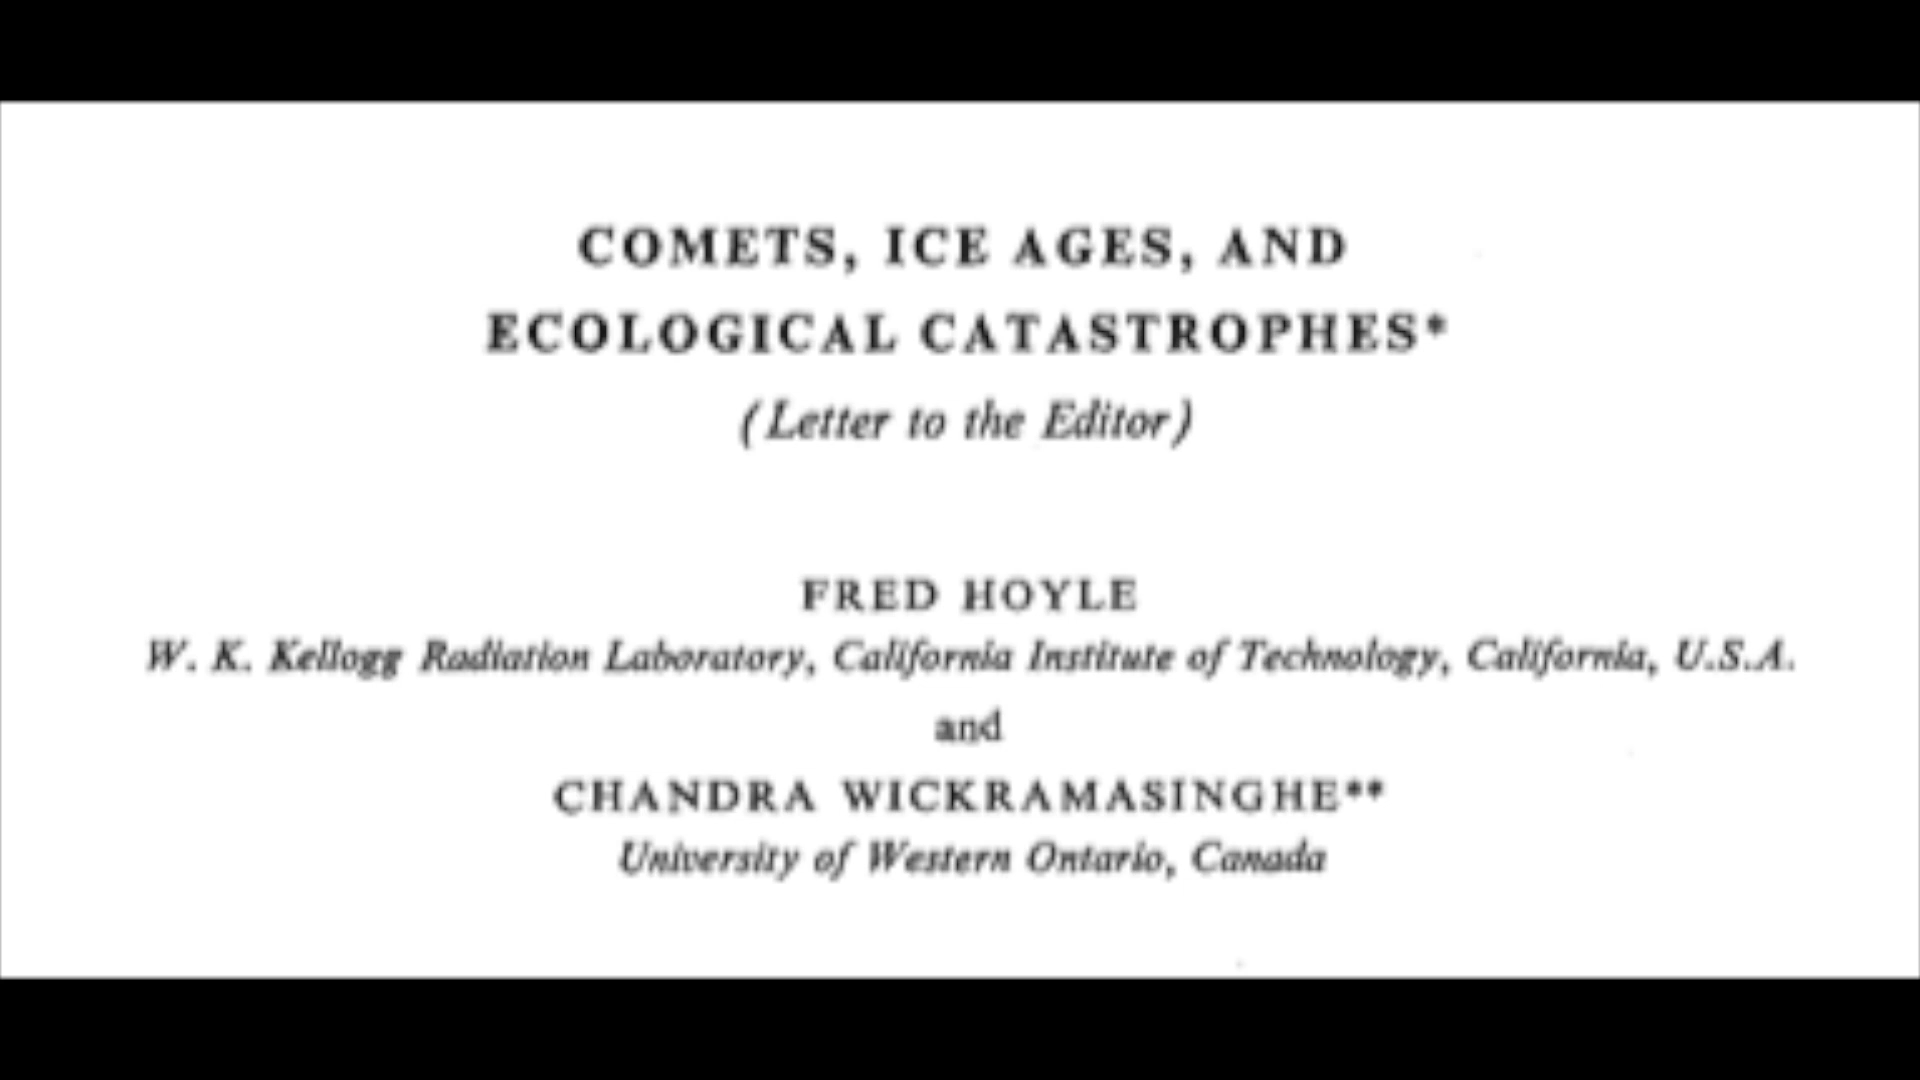 COMETS, ICE AGES, AND
ECOLOGICAL CATASTROPHES*
(Letter to the Editor)
FRED HOYLE
W. K. Kellogg Radiation Laboratory, California Institute of Technology, California, U.S.A.
and
CHANDRA WICKRAMASINGHE**
University of Western Ontario, Canada